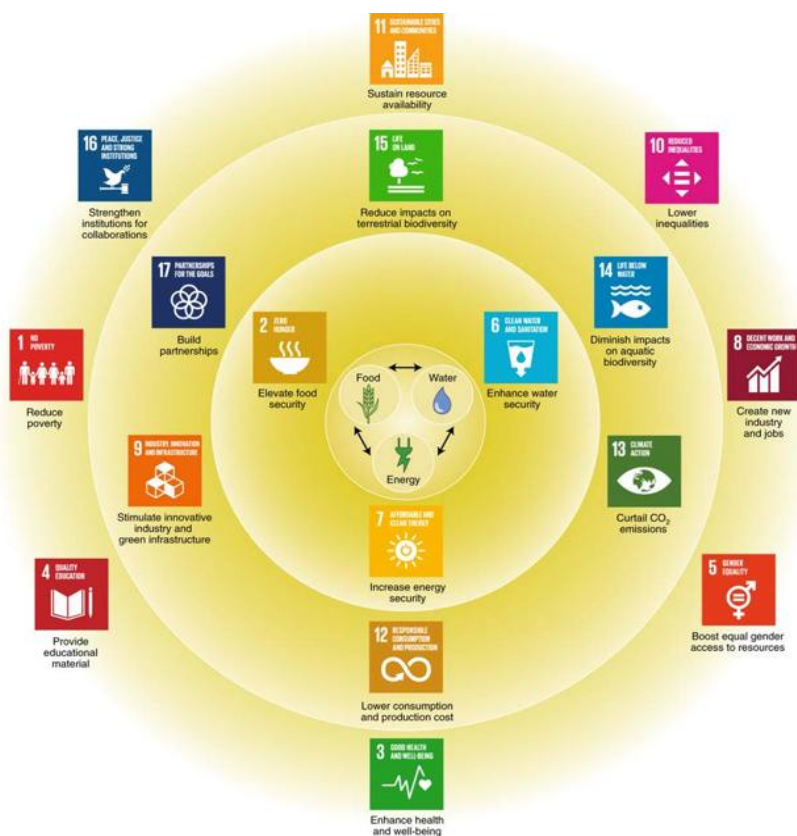 11 SUSTAINABLE CITIES
AND COMMUNITIES
Sustain resource
availability
16 PEACE, JUSTICE
AND STRONG
INSTITUTIONS
Strengthen
institutions for
collaborations
15 LIFE
ON LAND
Reduce impacts on
terrestrial biodiversity
10 REDUCED
INEQUALITIES
Lower
inequalities
17 PARTNERSHIPS
FOR THE GOALS
Build
partnerships
2 ZERO
HUNGER
Elevate food
security
6 CLEAN WATER
AND SANITATION
Enhance water
security
14 LIFE BELOW
WATER
Diminish impacts
on aquatic
biodiversity
1 NO
POVERTY
Reduce
poverty
Food
Water
Energy
8 DECENT WORK AND
ECONOMIC GROWTH
Create new
industry
and jobs
9 INDUSTRY, INNOVATION
AND INFRASTRUCTURE
Stimulate innovative
industry and
green infrastructure
13 CLIMATE
ACTION
Curtail CO₂
emissions
7 AFFORDABLE AND
CLEAN ENERGY
Increase energy
security
4 QUALITY
EDUCATION
Provide
educational
material
5 GENDER
EQUALITY
Boost equal gender
access to resources
12 RESPONSIBLE
CONSUMPTION
AND PRODUCTION
Lower consumption
and production cost
3 GOOD HEALTH
AND WELL-BEING
Enhance health
and well-being